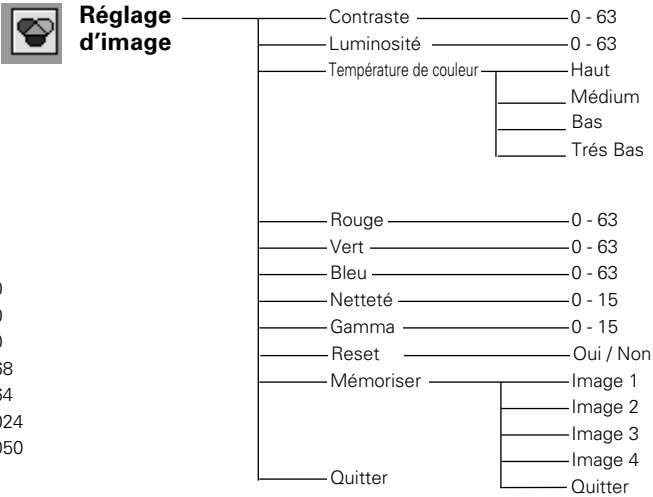 Réglage
d’image
Contraste 0 - 63
Luminosité 0 - 63
Température de couleur Haut
Médium
Bas
Trés Bas
Rouge 0 - 63
Vert 0 - 63
Bleu 0 - 63
Netteté 0 - 15
Gamma 0 - 15
Reset Oui / Non
Mémoriser Image 1
Image 2
Image 3
Image 4
Quitter Quitter